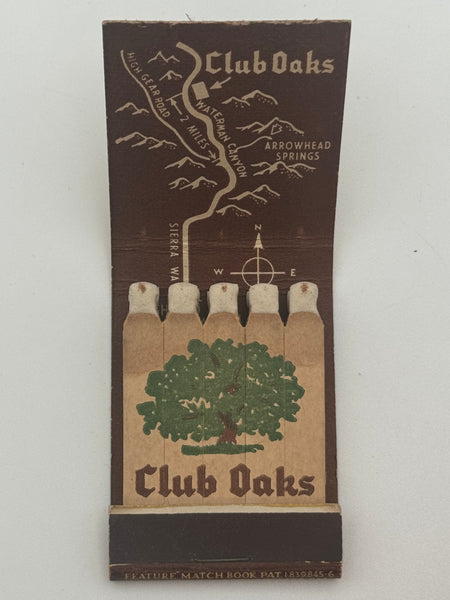 Club Oaks
HIGH GEAR ROAD
2 MILES
WATERMAN CANYON
ARROWHEAD
SPRINGS
SIERRA WA
N
W E
Club Oaks
FEATURE MATCH BOOK PAT. 1839845-6